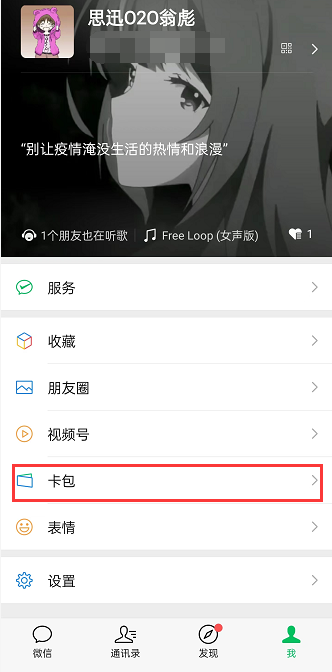 思迅O2O翁彪
“别让疫情淹没生活的热情和浪漫”
1个朋友也在听歌
Free Loop (女声版)
1
服务
收藏
朋友圈
视频号
卡包
表情
设置
微信
通讯录
发现
我